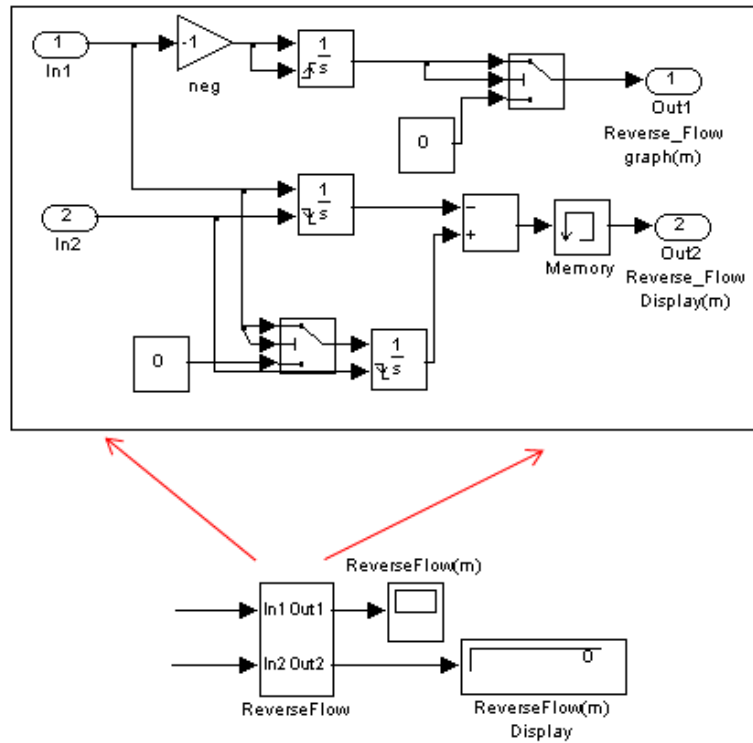 1
In1
-1
neg
1
s
0
1
Out1
Reverse_Flow
graph(m)
2
In2
1
s
−
+
Memory
2
Out2
Reverse_Flow
Display(m)
0
1
s
ReverseFlow(m)
In1 Out1
In2 Out2
ReverseFlow
0
ReverseFlow(m)
Display